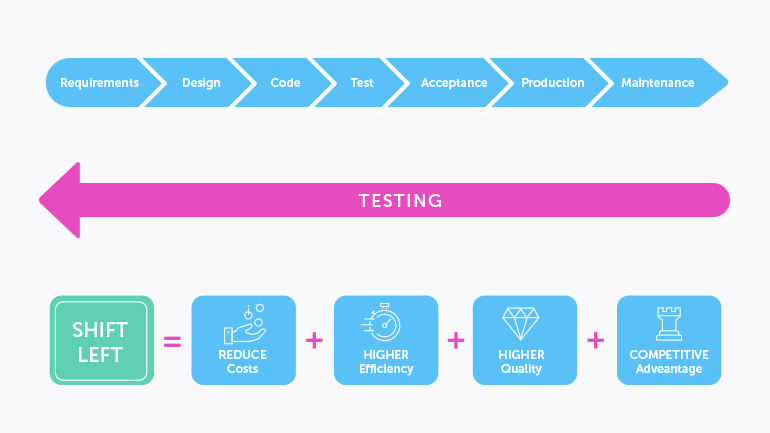 Requirements Design Code Test Acceptance Production Maintenance
TESTING
SHIFT
LEFT
=
REDUCE
Costs
+
HIGHER
Efficiency
+
HIGHER
Quality
+
COMPETITIVE
Adveantage